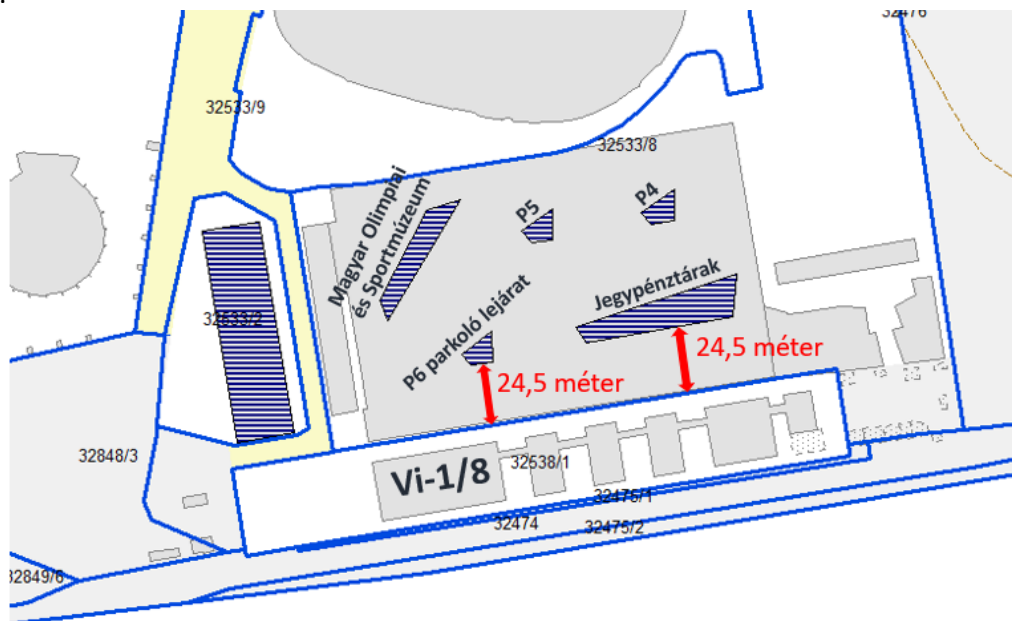 32476
32533/9
32533/8
Magyar Olimpiai
és Sportmúzeum
P5
P4
Jegypénztárak
32533/2
P6 parkoló lejárat
24,5 méter
24,5 méter
32848/3
Vi-1/8
32538/1
32475/1
32474
32475/2
32849/6